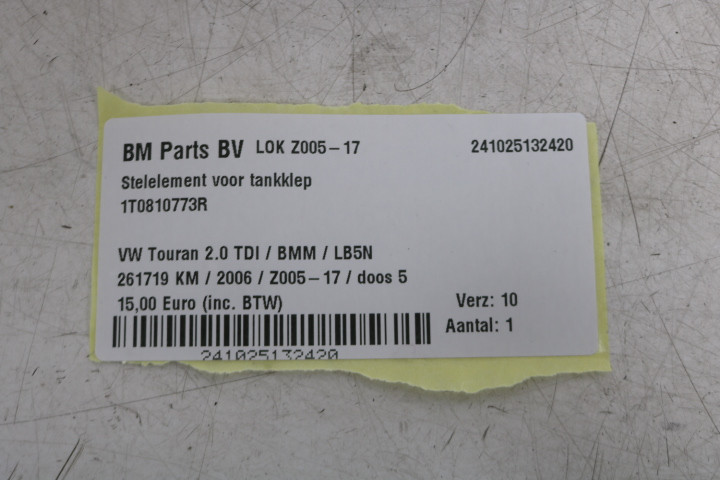 BM Parts BV LOK Z005-17 241025132420
Stelelement voor tankklep
1T0810773R
VW Touran 2.0 TDI / BMM / LB5N
261719 KM / 2006 / Z005-17 / doos 5
15,00 Euro (inc. BTW) Verz: 10
Aantal: 1
241025132420